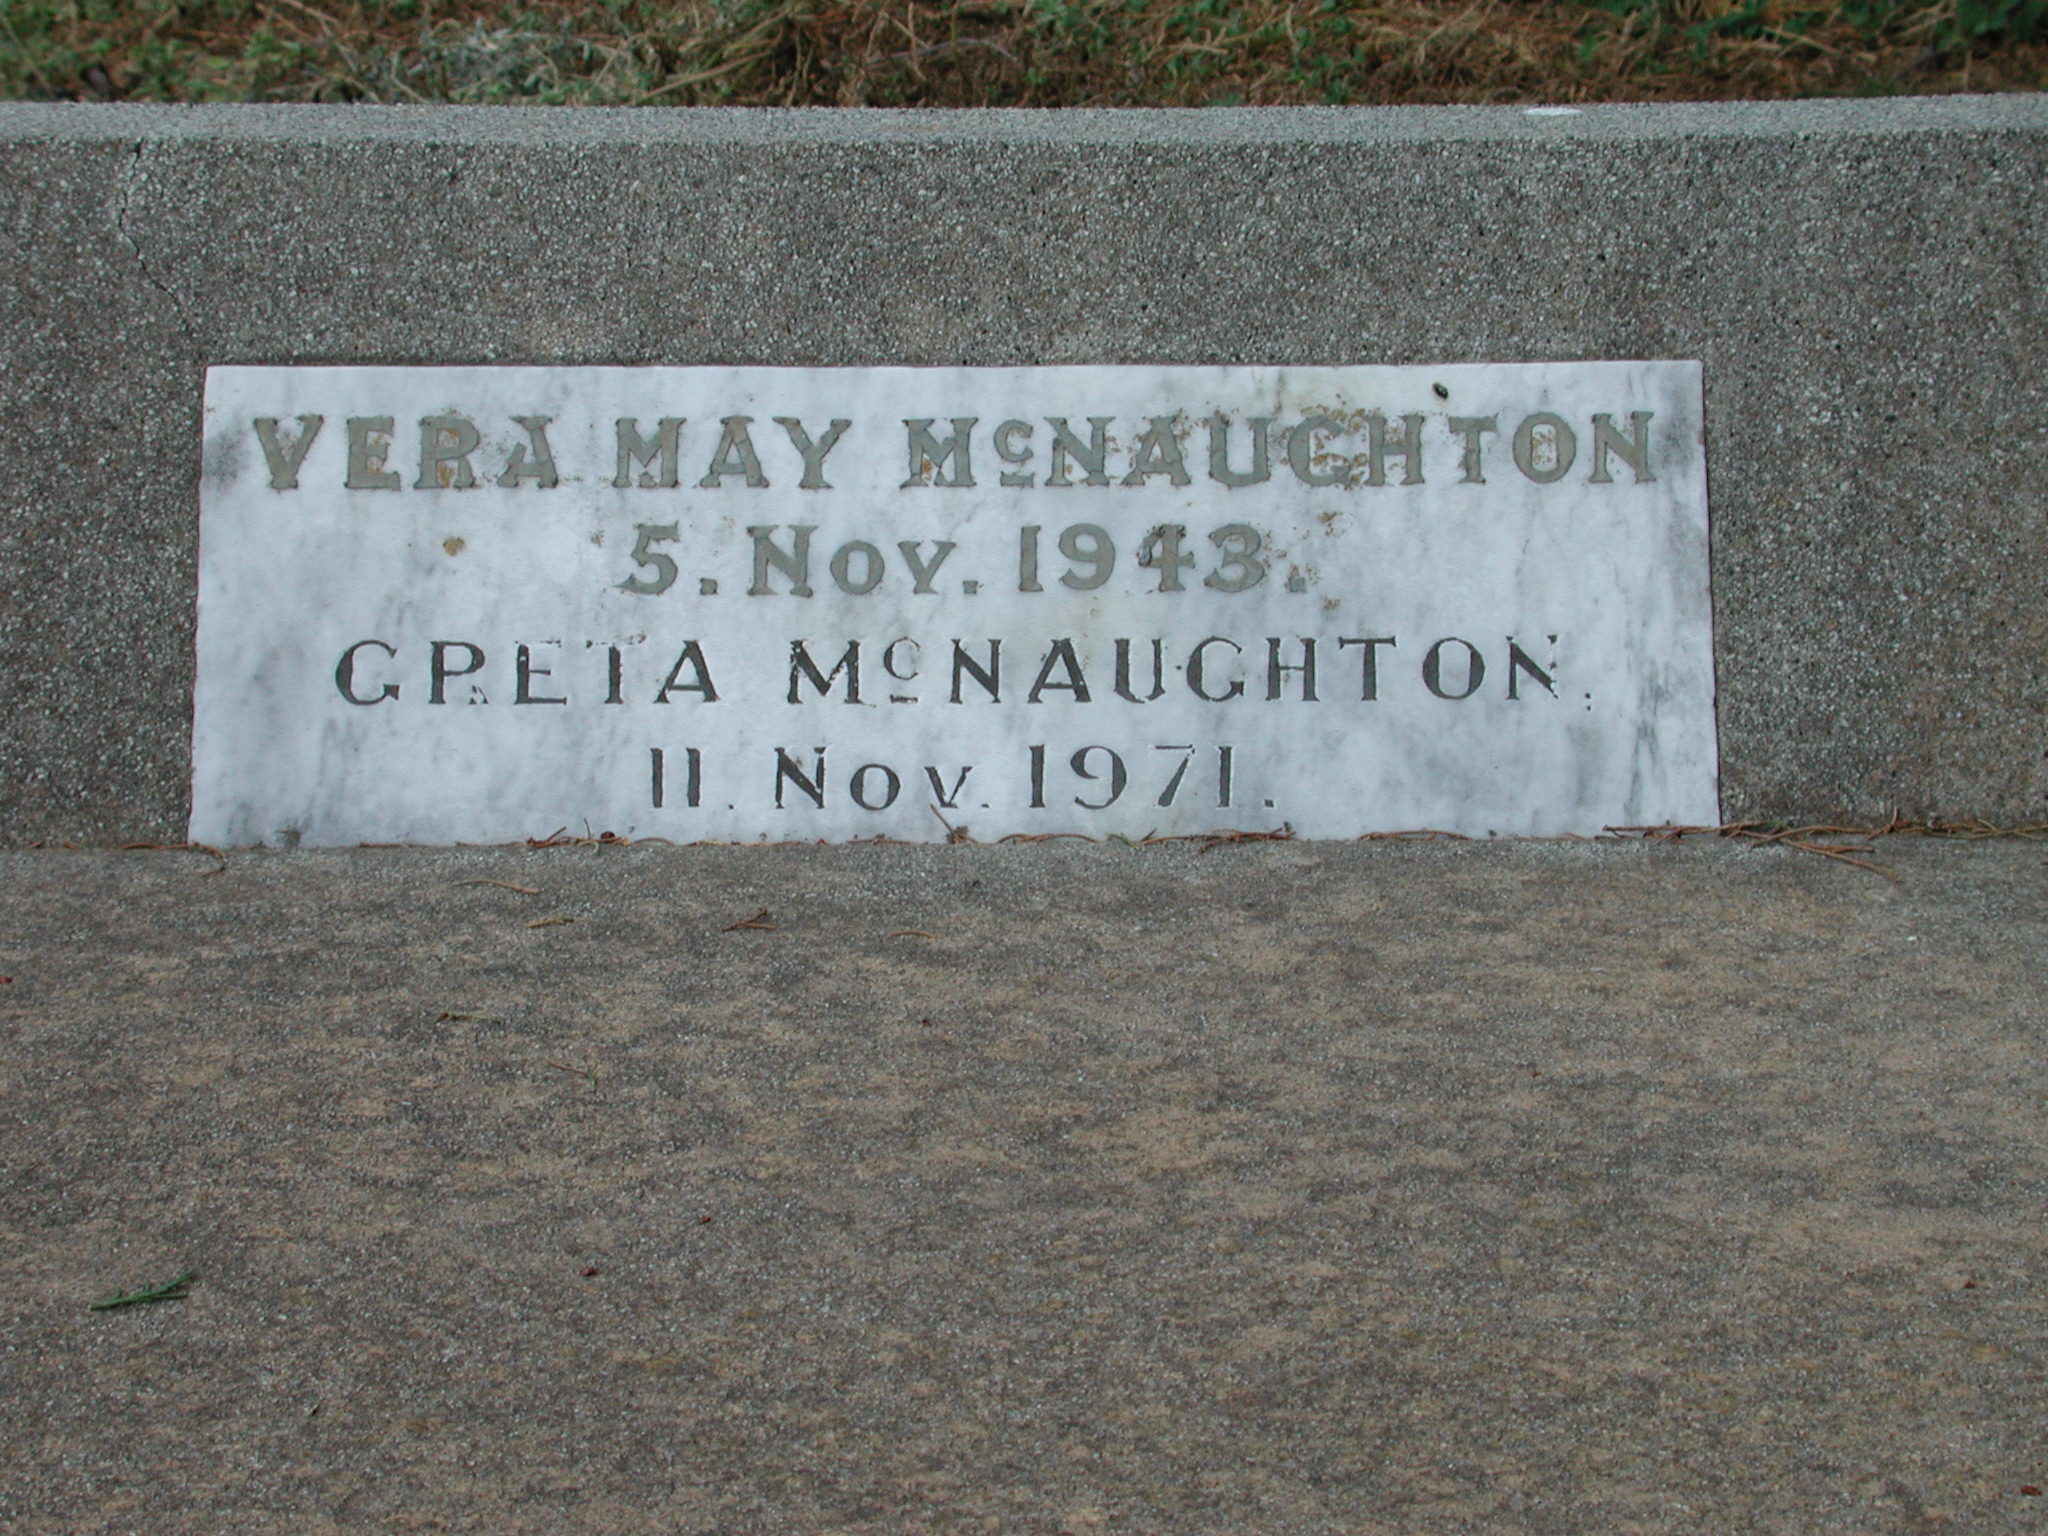 VERA MAY McNAUGHTON
5. Nov. 1943.
GRETA McNAUGHTON.
11. Nov. 1971.